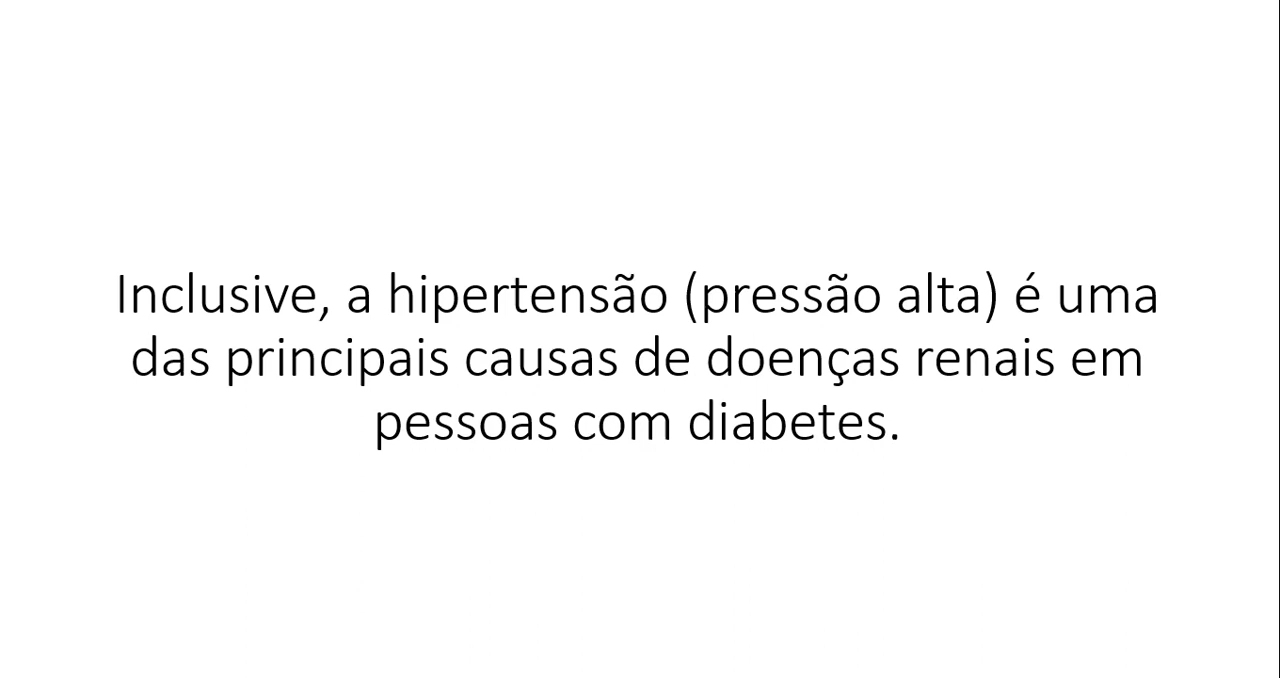 Inclusive, a hipertensão (pressão alta) é uma
das principais causas de doenças renais em
pessoas com diabetes.